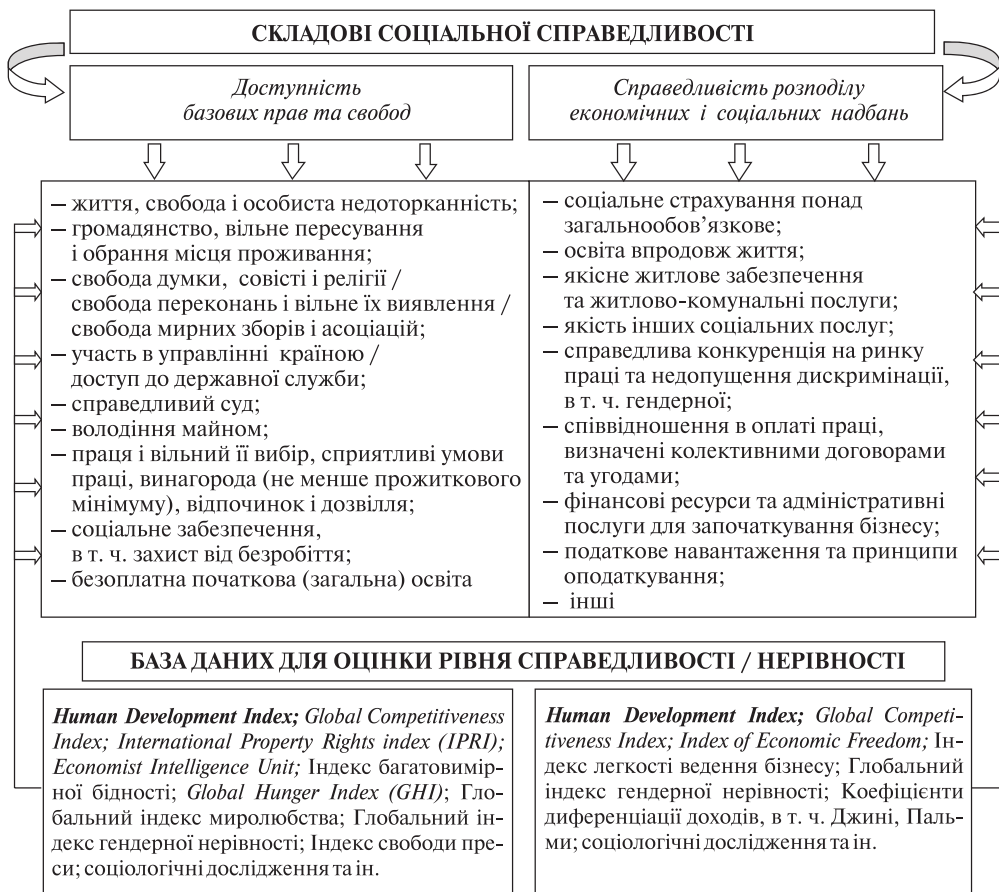 СКЛАДОВІ СОЦІАЛЬНОЇ СПРАВЕДЛИВОСТІ
Доступність
базових прав та свобод
Справедливість розподілу
економічних і соціальних надбань
– життя, свобода і особиста недоторканність;
– громадянство, вільне пересування
і обрання місця проживання;
– свобода думки, совісті і релігії /
свобода переконань і вільне їх виявлення /
свобода мирних зборів і асоціацій;
– участь в управлінні країною /
доступ до державної служби;
– справедливий суд;
– володіння майном;
– праця і вільний її вибір, сприятливі умови
праці, винагорода (не менше прожиткового
мінімуму), відпочинок і дозвілля;
– соціальне забезпечення,
в т. ч. захист від безробіття;
– безоплатна початкова (загальна) освіта
– соціальне страхування понад
загальнообов’язкове;
– освіта впродовж життя;
– якісне житлове забезпечення
та житлово-комунальні послуги;
– якість інших соціальних послуг;
– справедлива конкуренція на ринку
праці та недопущення дискримінації,
в т. ч. гендерної;
– співвідношення в оплаті праці,
визначені колективними договорами
та угодами;
– фінансові ресурси та адміністративні
послуги для започаткування бізнесу;
– податкове навантаження та принципи
оподаткування;
– інші
БАЗА ДАНИХ ДЛЯ ОЦІНКИ РІВНЯ СПРАВЕДЛИВОСТІ / НЕРІВНОСТІ
Human Development Index; Global Competitiveness
Index; International Property Rights index (IPRI);
Economist Intelligence Unit; Індекс багатовимір-
ної бідності; Global Hunger Index (GHI); Гло-
бальний індекс миролюбства; Глобальний ін-
декс гендерної нерівності; Індекс свободи пре-
си; соціологічні дослідження та ін.
Human Development Index; Global Competi-
tiveness Index; Index of Economic Freedom; Ін-
декс легкості ведення бізнесу; Глобальний
індекс гендерної нерівності; Коефіцієнти
диференціації доходів, в т. ч. Джині, Паль-
ми; соціологічні дослідження та ін.